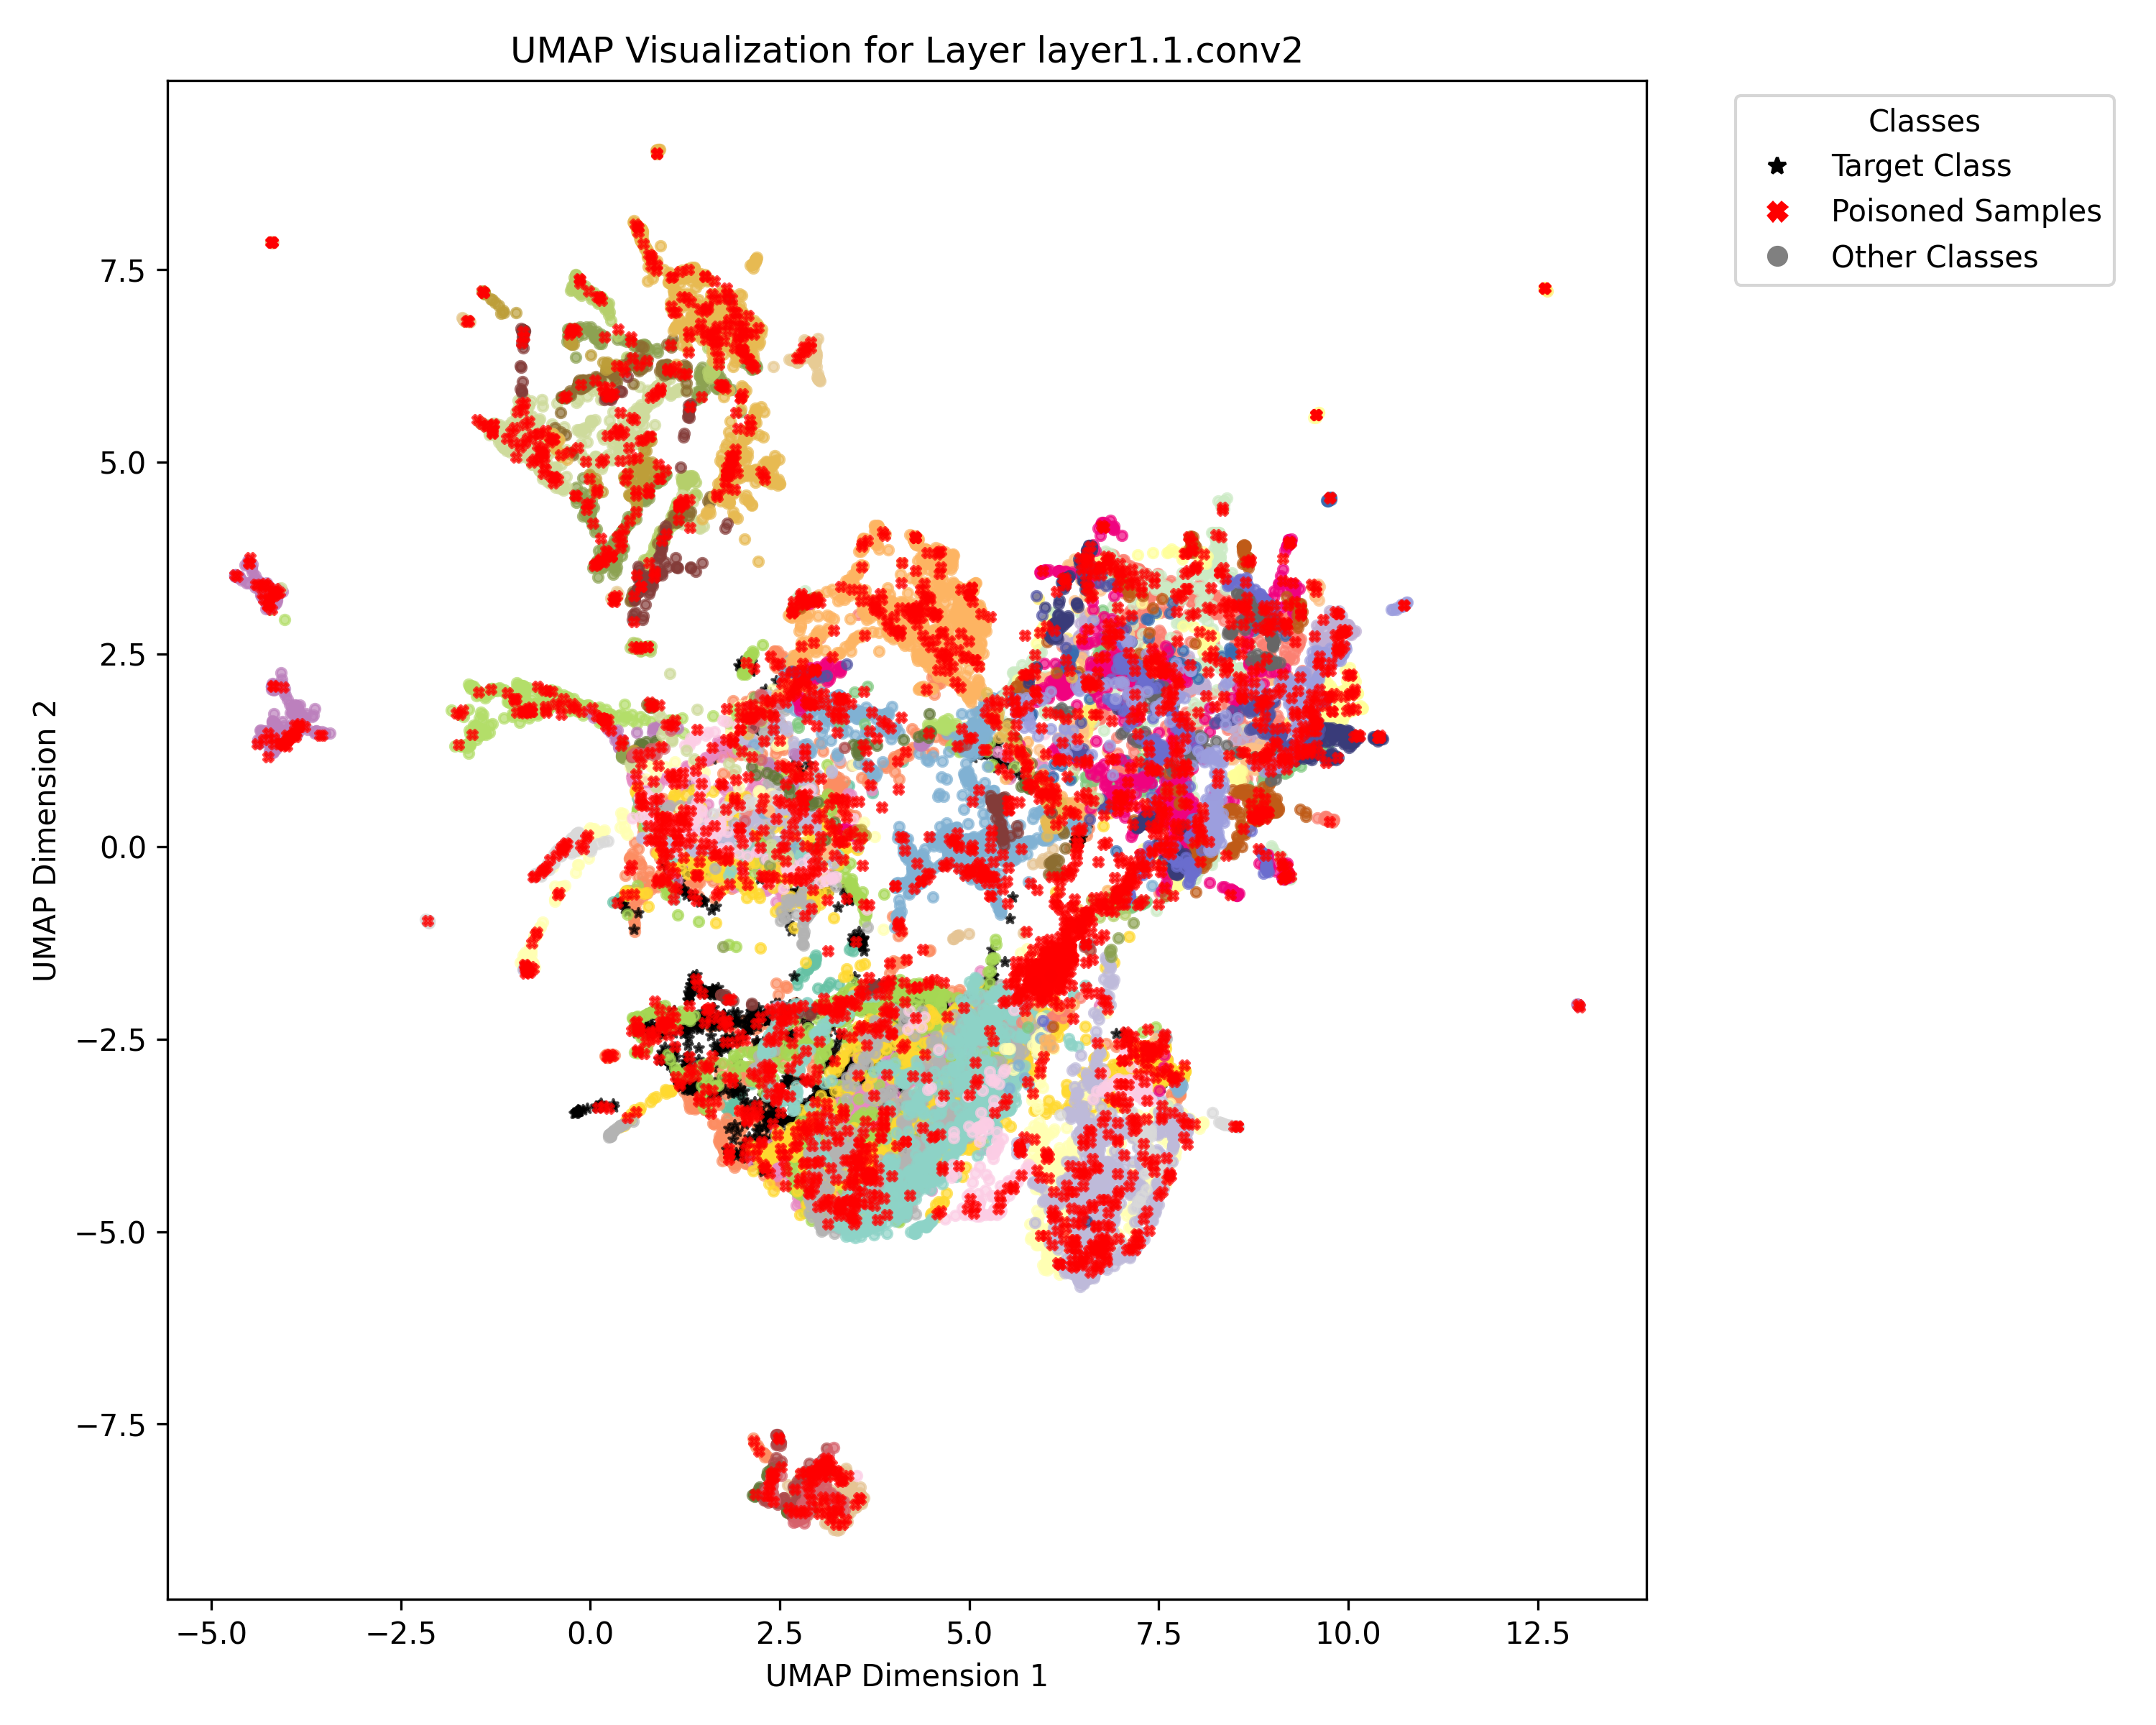 UMAP Visualization for Layer layer1.1.conv2
Classes
Target Class
Poisoned Samples
Other Classes
7.5
5.0
2.5
0.0
−2.5
−5.0
−7.5
UMAP Dimension 2
−5.0 −2.5 0.0 2.5 5.0 7.5 10.0 12.5
UMAP Dimension 1